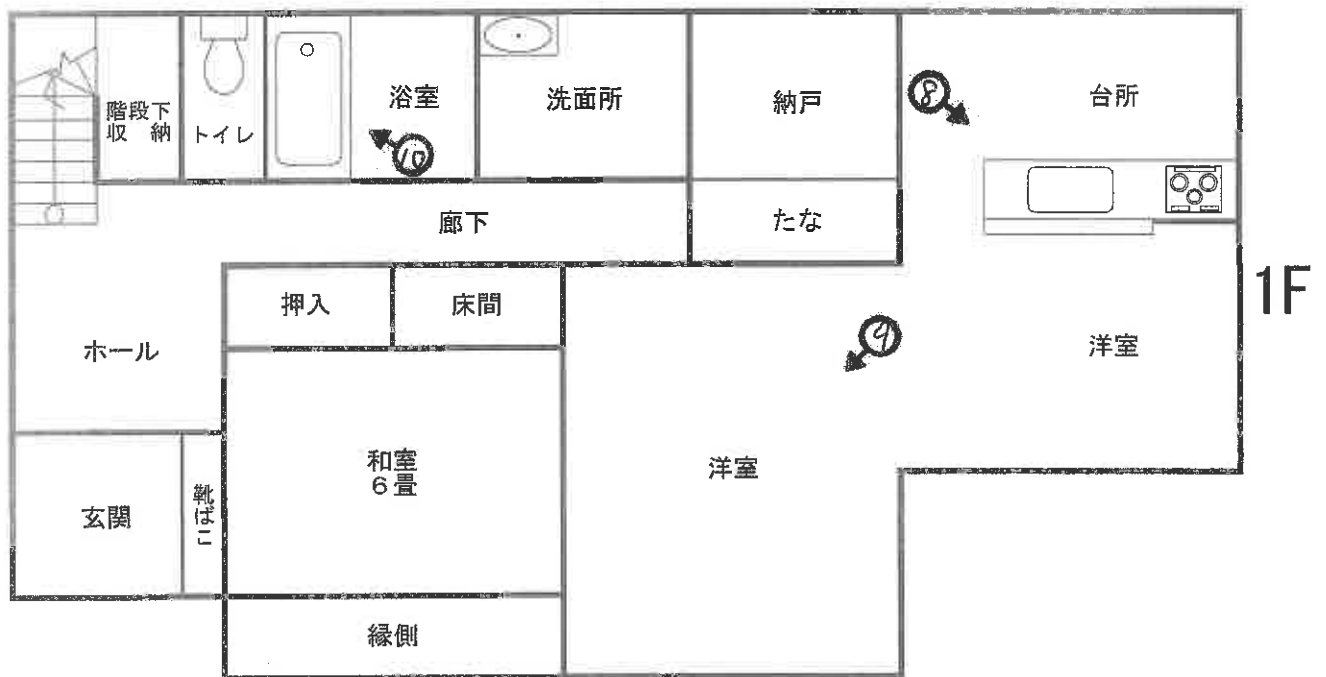 階段下
収　納
トイレ
浴室
洗面所
納戸
⑧
台所
⑩
廊下
たな
1F
押入
床間
ホール
⑨
洋室
和室
６畳
洋室
玄関
靴ばこ
縁側